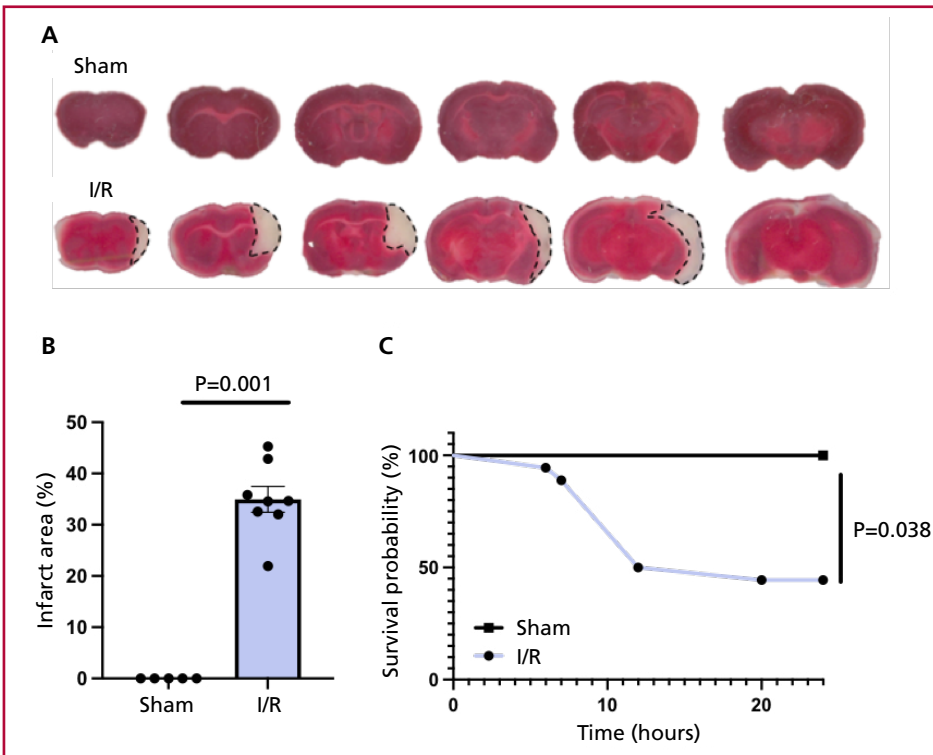 A
Sham
I/R
B
P=0.001
Infarct area (%)
50
40
30
20
10
0
Sham
I/R
C
Survival probability (%)
100
50
0
P=0.038
Sham
I/R
0
10
20
Time (hours)